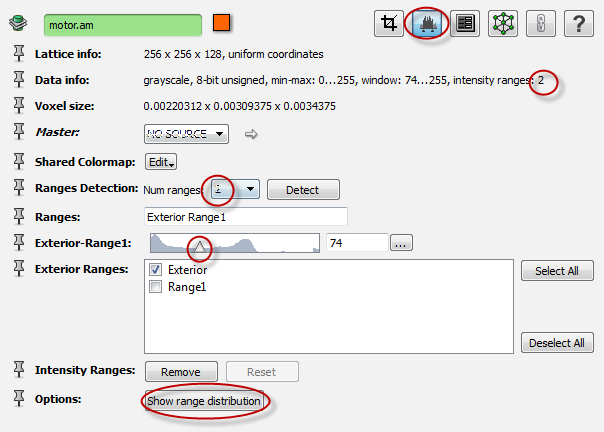 motor.am ?
Lattice info: 256 x 256 x 128, uniform coordinates
Data info: grayscale, 8-bit unsigned, min-max: 0...255, window: 74...255, intensity ranges: 2
Voxel size: 0.00220312 x 0.00309375 x 0.0034375
Master: NO SOURCE
Shared Colormap: Edit
Ranges Detection: Num ranges: 2 Detect
Ranges: Exterior Range1
Exterior-Range1: 74 ...
Exterior Ranges: Exterior Select All
Range1
Deselect All
Intensity Ranges: Remove Reset
Options: Show range distribution